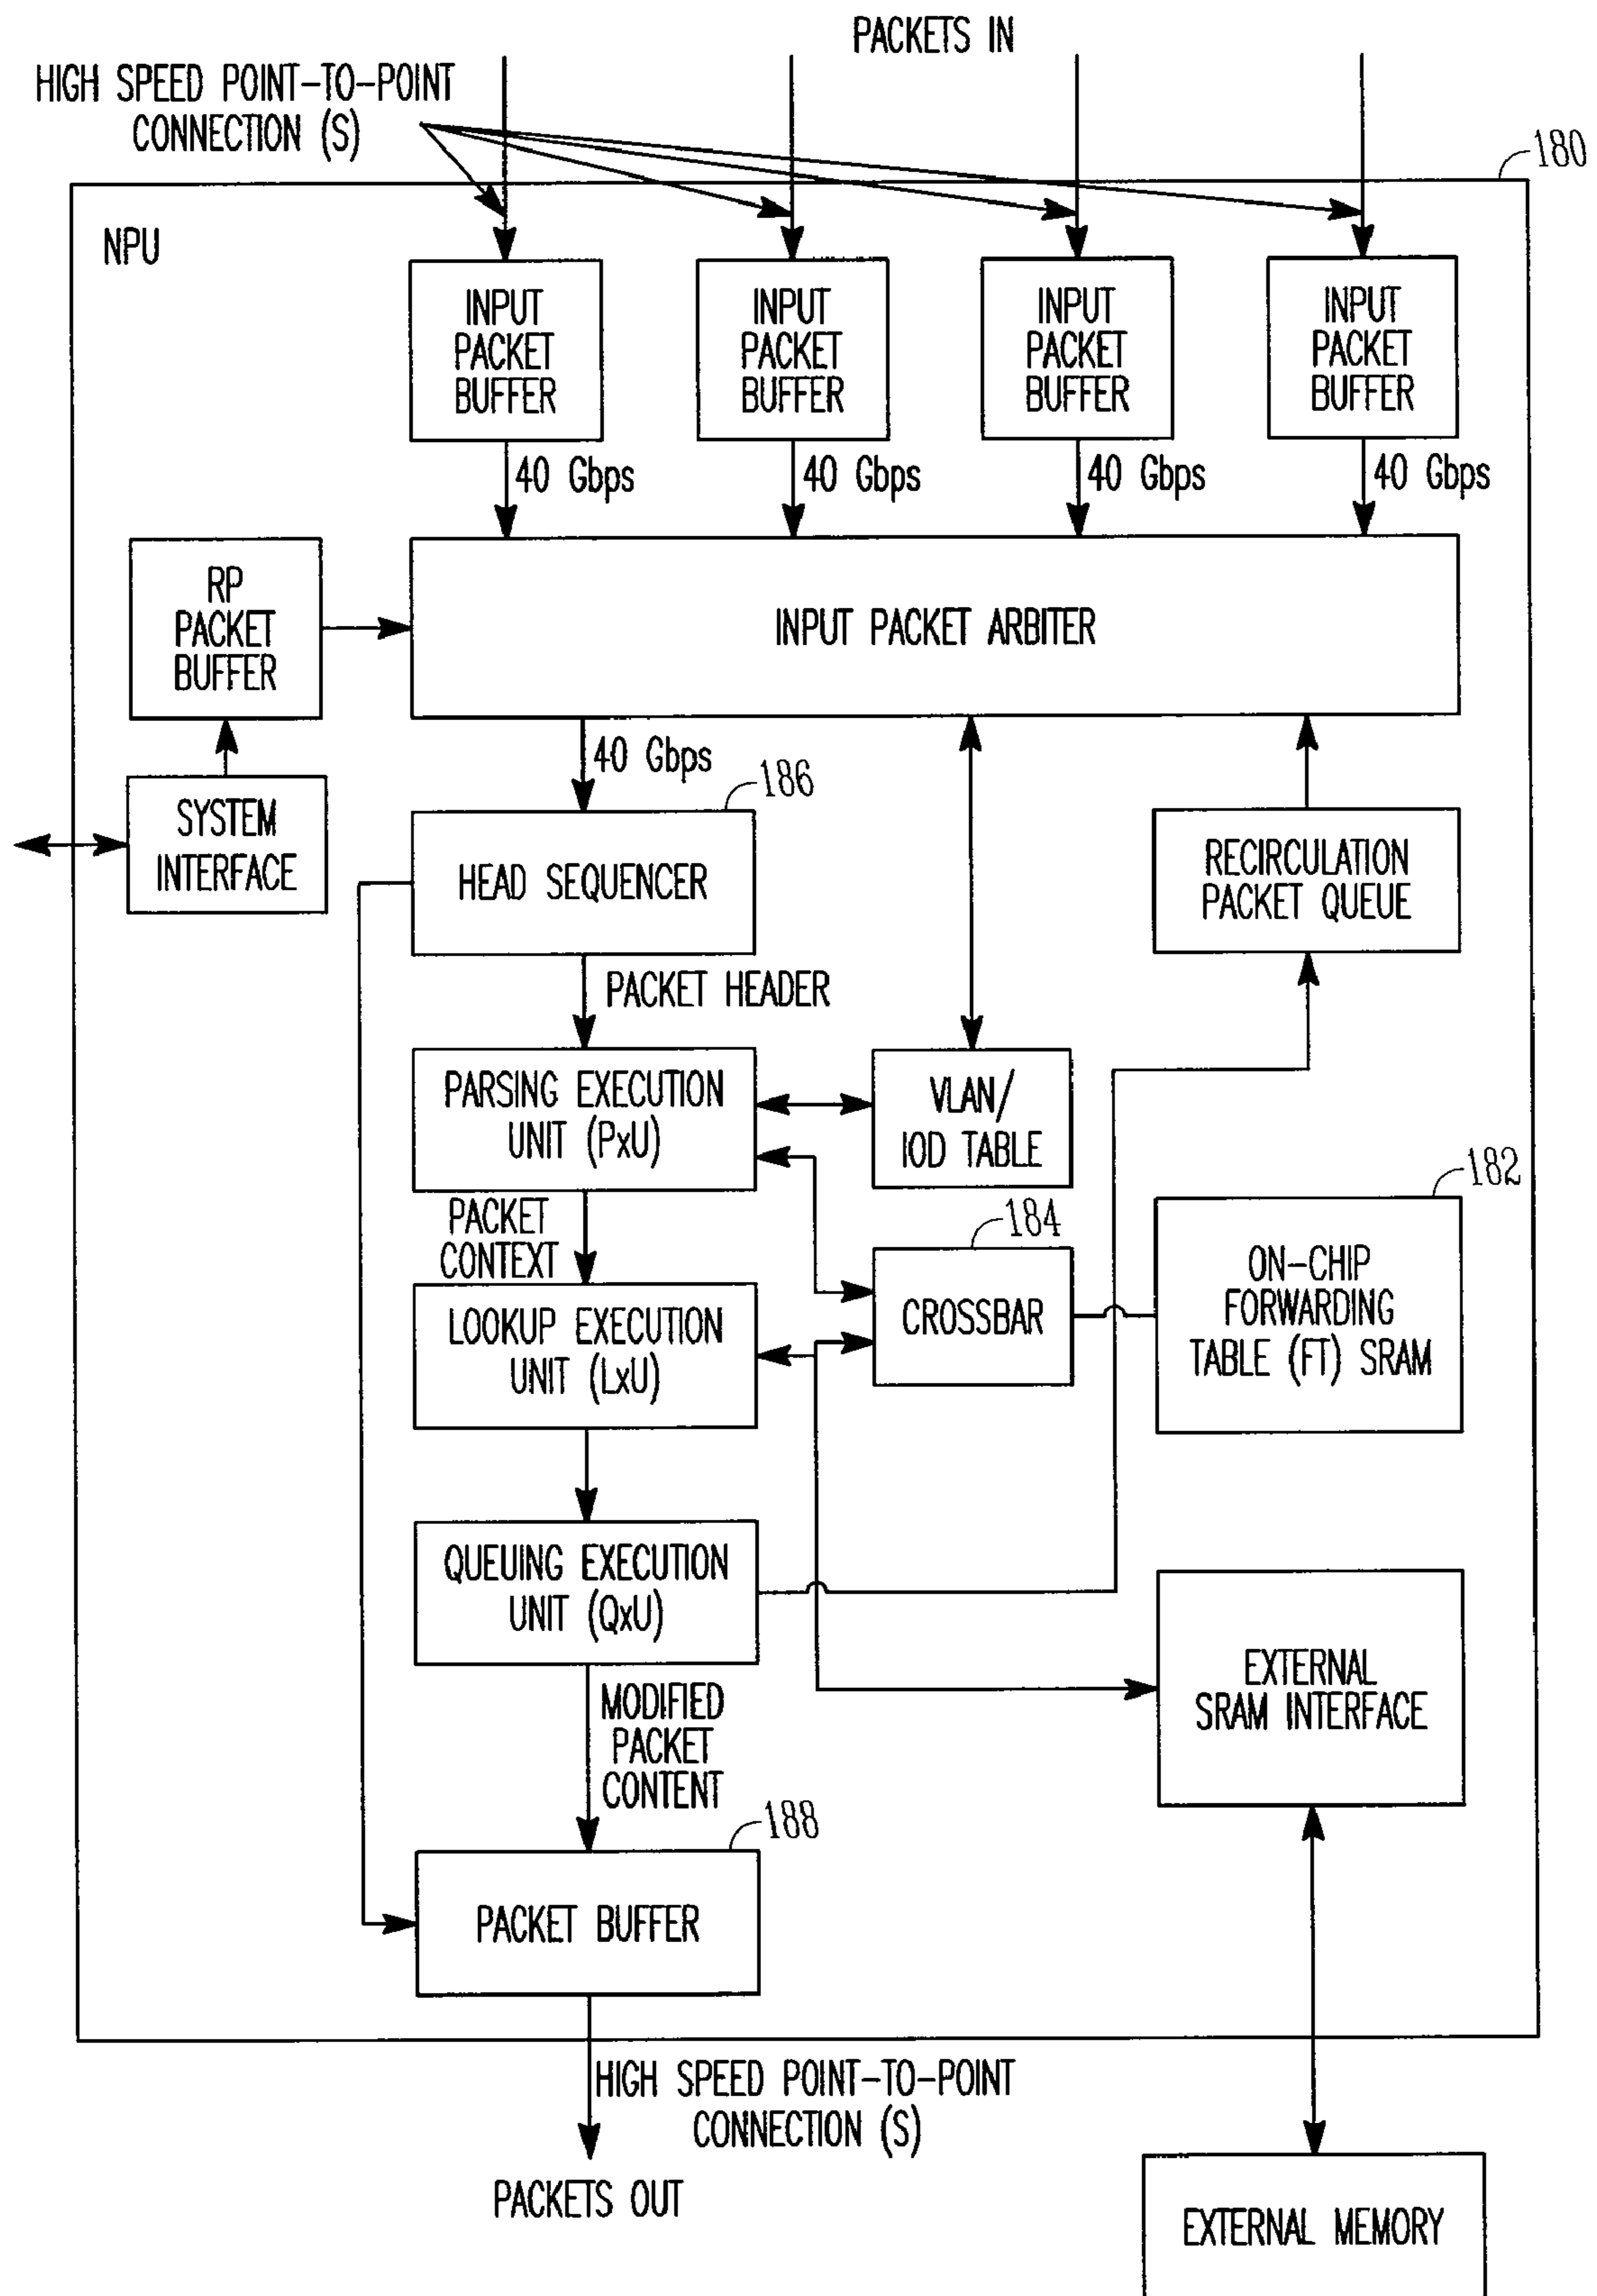 PACKETS IN
HIGH SPEED POINT-TO-POINT
CONNECTION (S)
180
NPU
INPUT
PACKET
BUFFER
INPUT
PACKET
BUFFER
INPUT
PACKET
BUFFER
INPUT
PACKET
BUFFER
40 Gbps
40 Gbps
40 Gbps
40 Gbps
RP
PACKET
BUFFER
INPUT PACKET ARBITER
40 Gbps
186
SYSTEM
INTERFACE
HEAD SEQUENCER
RECIRCULATION
PACKET QUEUE
PACKET HEADER
PARSING EXECUTION
UNIT (PxU)
VLAN/
IOD TABLE
182
PACKET
CONTEXT
184
ON-CHIP
FORWARDING
TABLE (FT) SRAM
CROSSBAR
LOOKUP EXECUTION
UNIT (LxU)
QUEUING EXECUTION
UNIT (QxU)
EXTERNAL
SRAM INTERFACE
MODIFIED
PACKET
CONTENT
188
PACKET BUFFER
HIGH SPEED POINT-TO-POINT
CONNECTION (S)
PACKETS OUT
EXTERNAL MEMORY